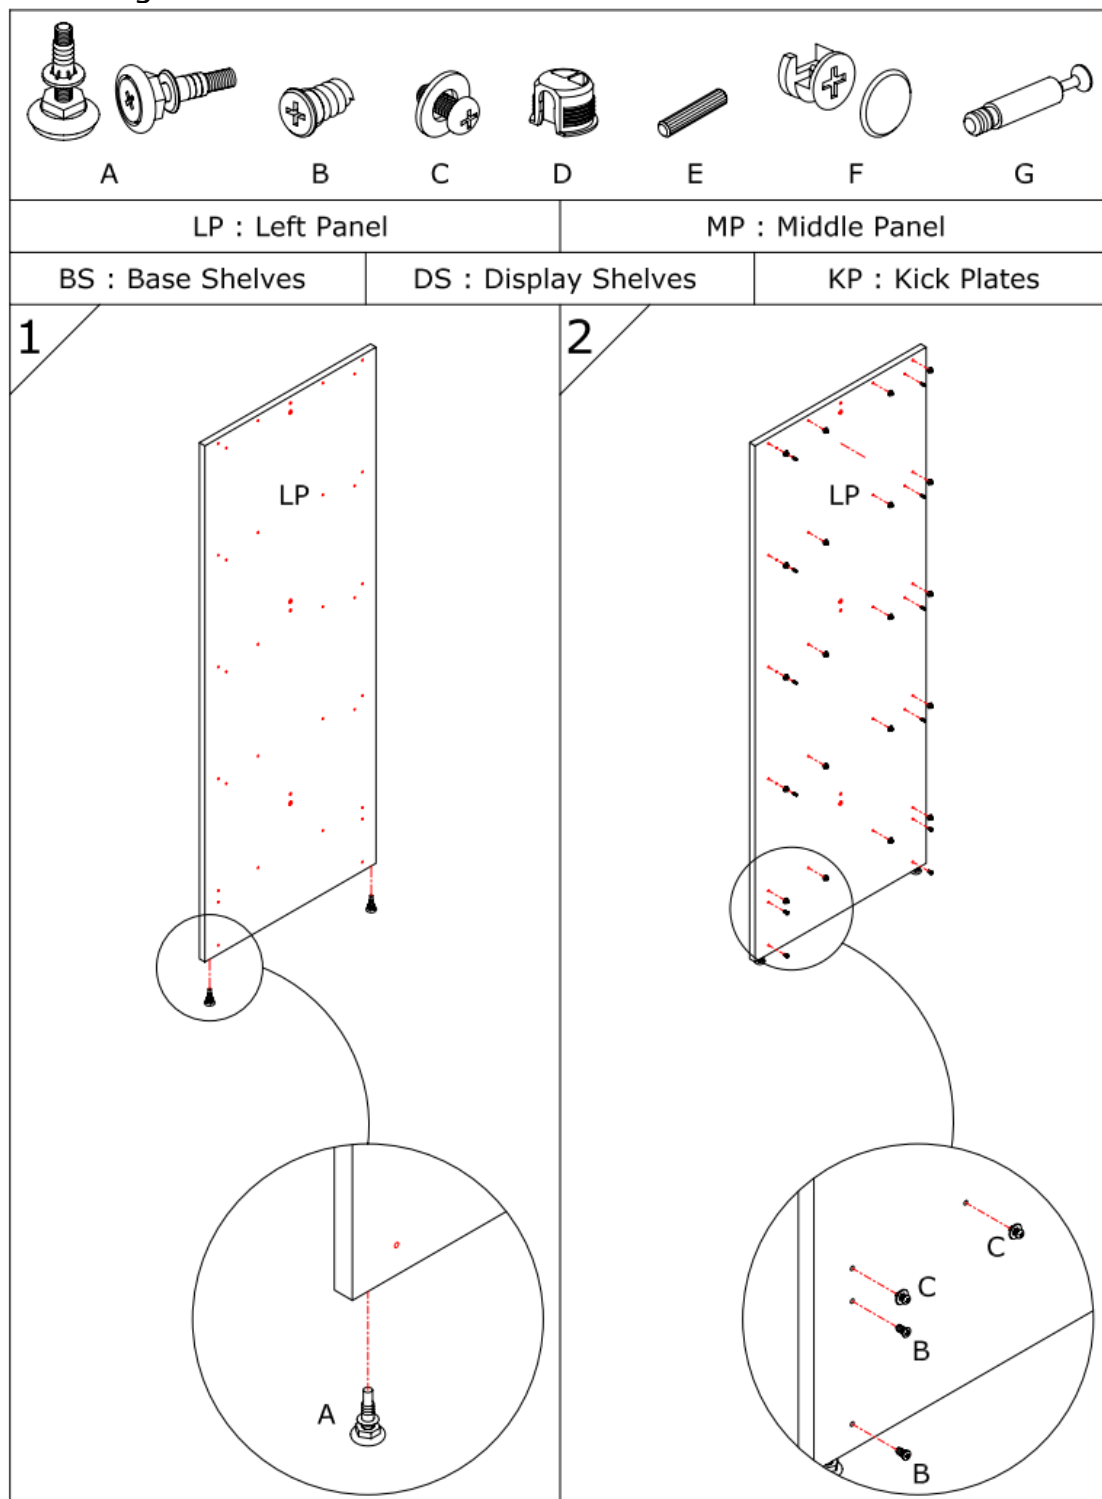 A B C D E F G
LP : Left Panel MP : Middle Panel
BS : Base Shelves DS : Display Shelves KP : Kick Plates
1 2
LP LP
C
C
B
A
B